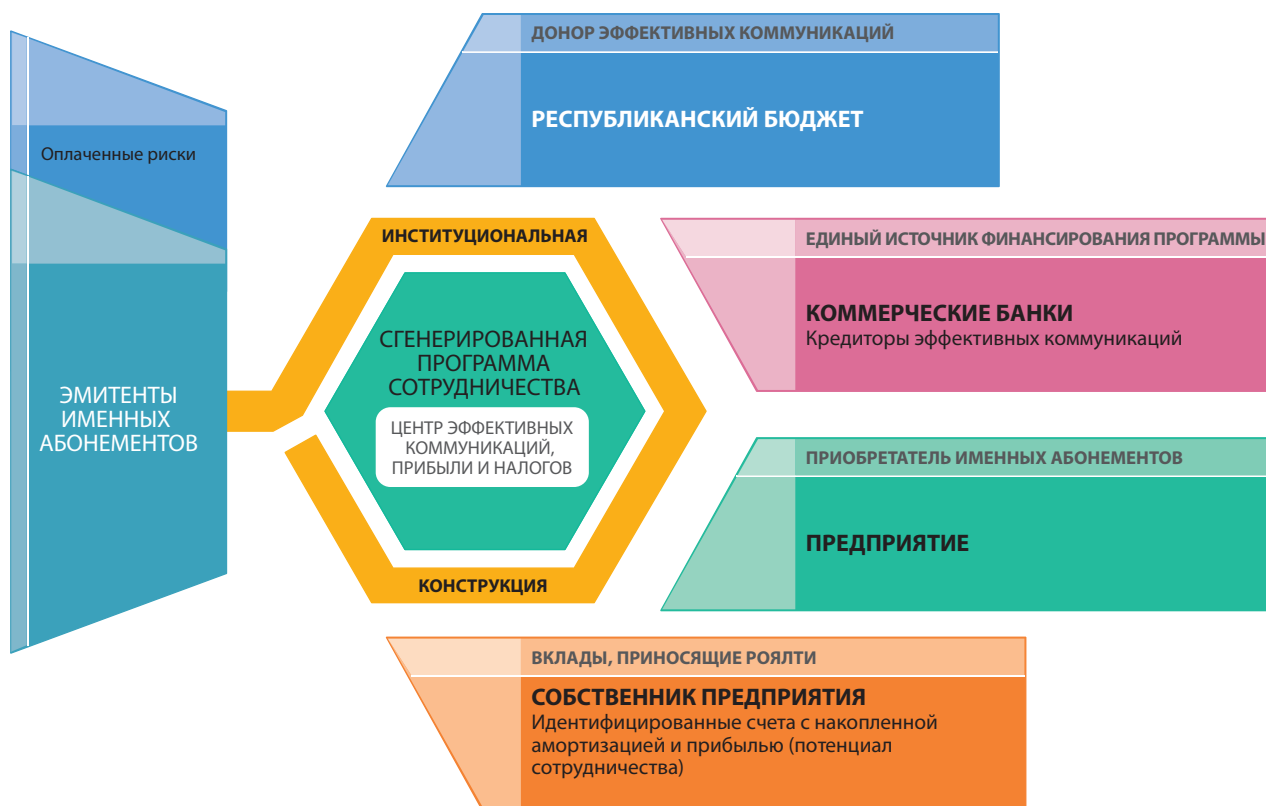 ДОНОР ЭФФЕКТИВНЫХ КОММУНИКАЦИЙ
РЕСПУБЛИКАНСКИЙ БЮДЖЕТ
Оплаченные риски
ЭМИТЕНТЫ
ИМЕННЫХ
АБОНЕМЕНТОВ
ИНСТИТУЦИОНАЛЬНАЯ
СГЕНЕРИРОВАННАЯ
ПРОГРАММА
СОТРУДНИЧЕСТВА
ЦЕНТР ЭФФЕКТИВНЫХ
КОММУНИКАЦИЙ,
ПРИБЫЛИ И НАЛОГОВ
КОНСТРУКЦИЯ
ЕДИНЫЙ ИСТОЧНИК ФИНАНСИРОВАНИЯ ПРОГРАММЫ
КОММЕРЧЕСКИЕ БАНКИ
Кредиторы эффективных коммуникаций
ПРИОБРЕТАТЕЛЬ ИМЕННЫХ АБОНЕМЕНТОВ
ПРЕДПРИЯТИЕ
ВКЛАДЫ, ПРИНОСЯЩИЕ РОЯЛТИ
СОБСТВЕННИК ПРЕДПРИЯТИЯ
Идентифицированные счета с накопленной
амортизацией и прибылью (потенциал
сотрудничества)